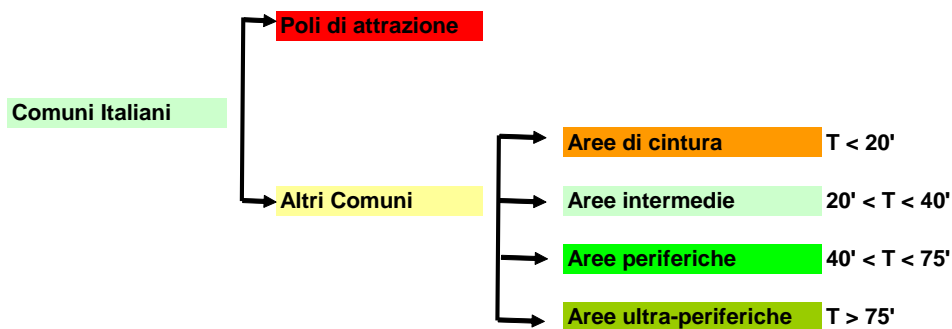 Poli di attrazione
Comuni Italiani
Aree di cintura T < 20'
Altri Comuni
Aree intermedie 20' < T < 40'
Aree periferiche 40' < T < 75'
Aree ultra-periferiche T > 75'